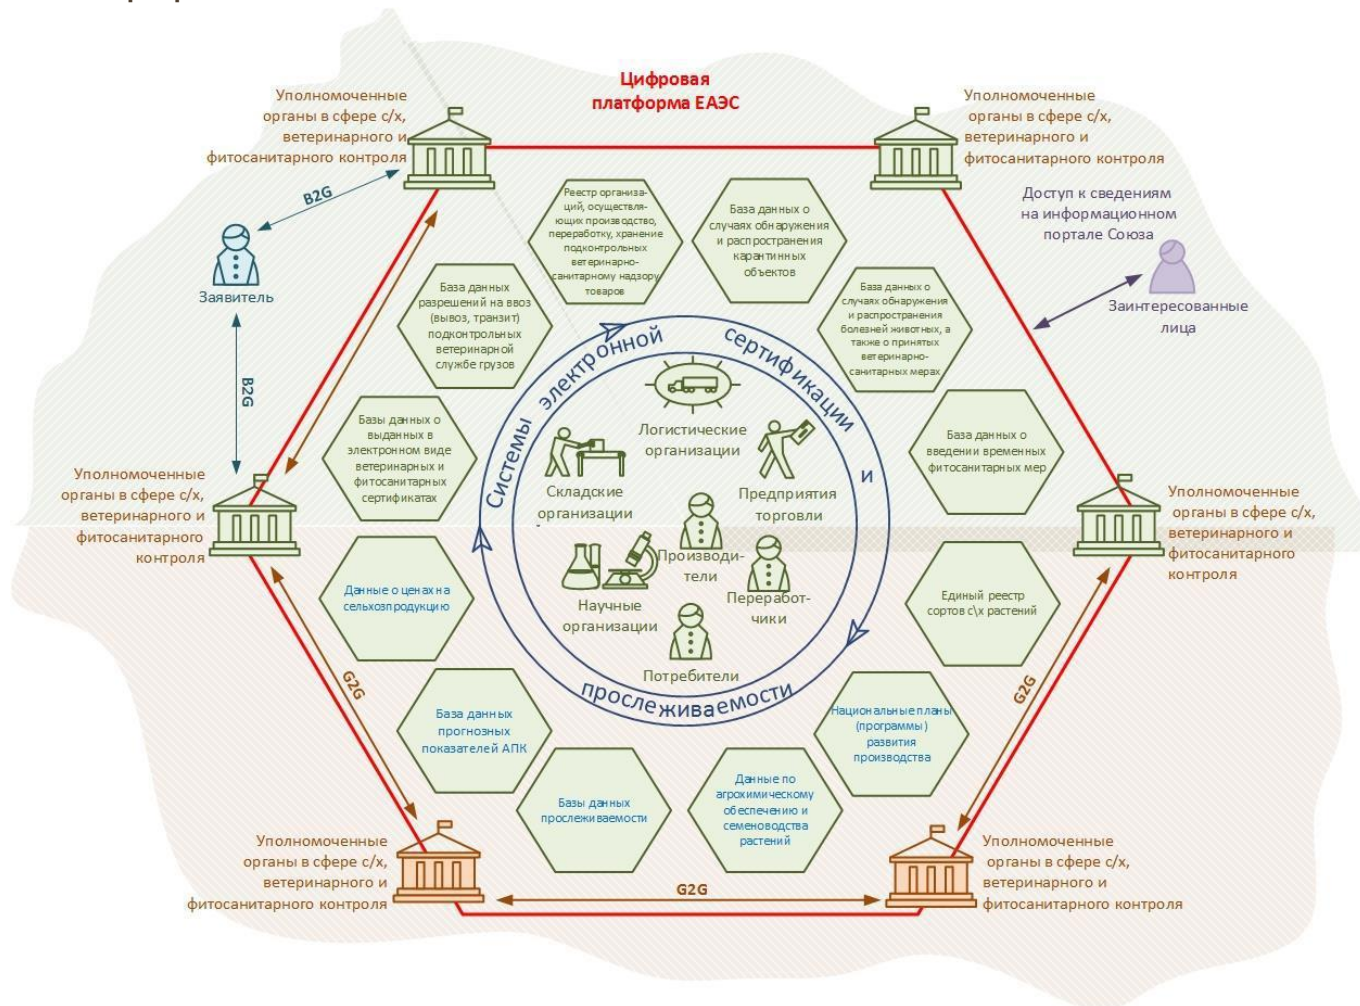 Цифровая
платформа ЕАЭС
Уполномоченные
органы в сфере с/х,
ветеринарного и
фитосанитарного контроля
Уполномоченные
органы в сфере с/х,
ветеринарного и
фитосанитарного контроля
B2G
Заявитель
B2G
Доступ к сведениям
на информационном
портале Союза
Заинтересованные
лица
Реестр организа-
ций, осуществля-
ющих производство,
переработку, хранение
подконтрольных
ветеринарно-
санитарному надзору
товаров
База данных о
случаях обнаружения
и распространения
карантинных
объектов
База данных
разрешений на ввоз
(вывоз, транзит)
подконтрольных
ветеринарной
службе грузов
База данных о
случаях обнаружения
и распространения
болезней животных, а
также о принятых
ветеринарно-
санитарных мерах
Базы данных о
выданных в
электронном виде
ветеринарных и
фитосанитарных
сертификатах
База данных о
введении временных
фитосанитарных мер
Системы электронной сертификации и
прослеживаемости
Логистические
организации
Складские
организации
Предприятия
торговли
Производи-
тели
Научные
организации
Переработ-
чики
Потребители
Уполномоченные
органы в сфере с/х,
ветеринарного и
фитосанитарного
контроля
Уполномоченные
органы в сфере с/х,
ветеринарного и
фитосанитарного
контроля
Данные о ценах на
сельхозпродукцию
Единый реестр
сортов с\х растений
G2G
G2G
База данных
прогнозных
показателей АПК
Национальные планы
(программы)
развития
производства
Базы данных
прослеживаемости
Данные по
агрохимическому
обеспечению и
семеноводства
растений
Уполномоченные
органы в сфере с/х,
ветеринарного и
фитосанитарного контроля
G2G
Уполномоченные
органы в сфере с/х,
ветеринарного и
фитосанитарного контроля